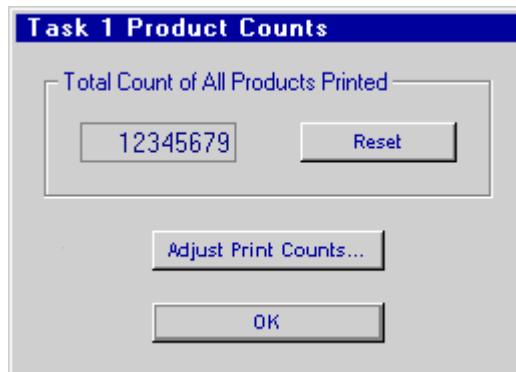 Task 1 Product Counts
Total Count of All Products Printed
12345679
Reset
Adjust Print Counts...
OK